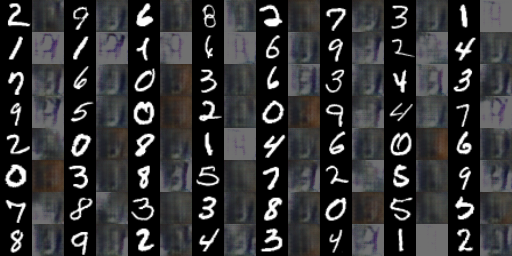 2 9 6 8 2 7 3 1
1 1 1 6 6 9 2 4
7 6 0 3 6 3 4 3
9 5 0 2 0 9 4 7
2 0 8 1 4 6 0 6
0 3 8 5 7 2 5 9
7 8 3 3 8 0 5 5
8 9 2 4 3 4 1 2